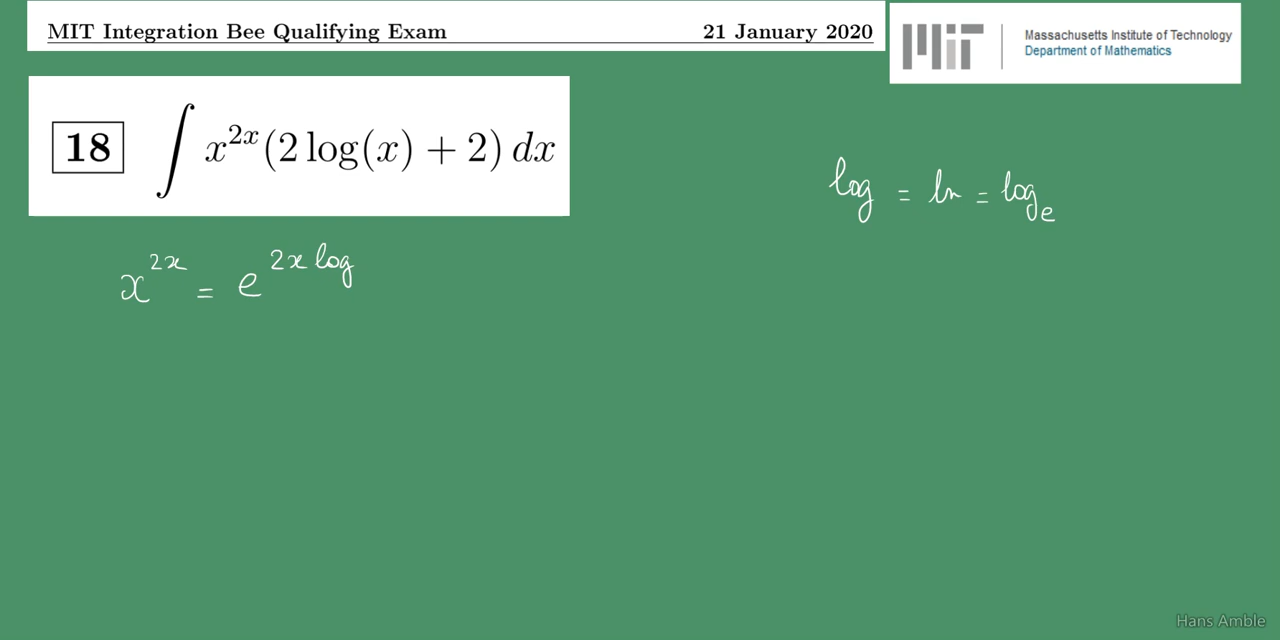 MIT Integration Bee Qualifying Exam 21 January 2020
MIT
Massachusetts Institute of Technology
Department of Mathematics
18 ∫ x^{2x} (2 log(x) + 2) dx
log = ln = log_e
x^{2x} = e^{2x log}
Hans Amble